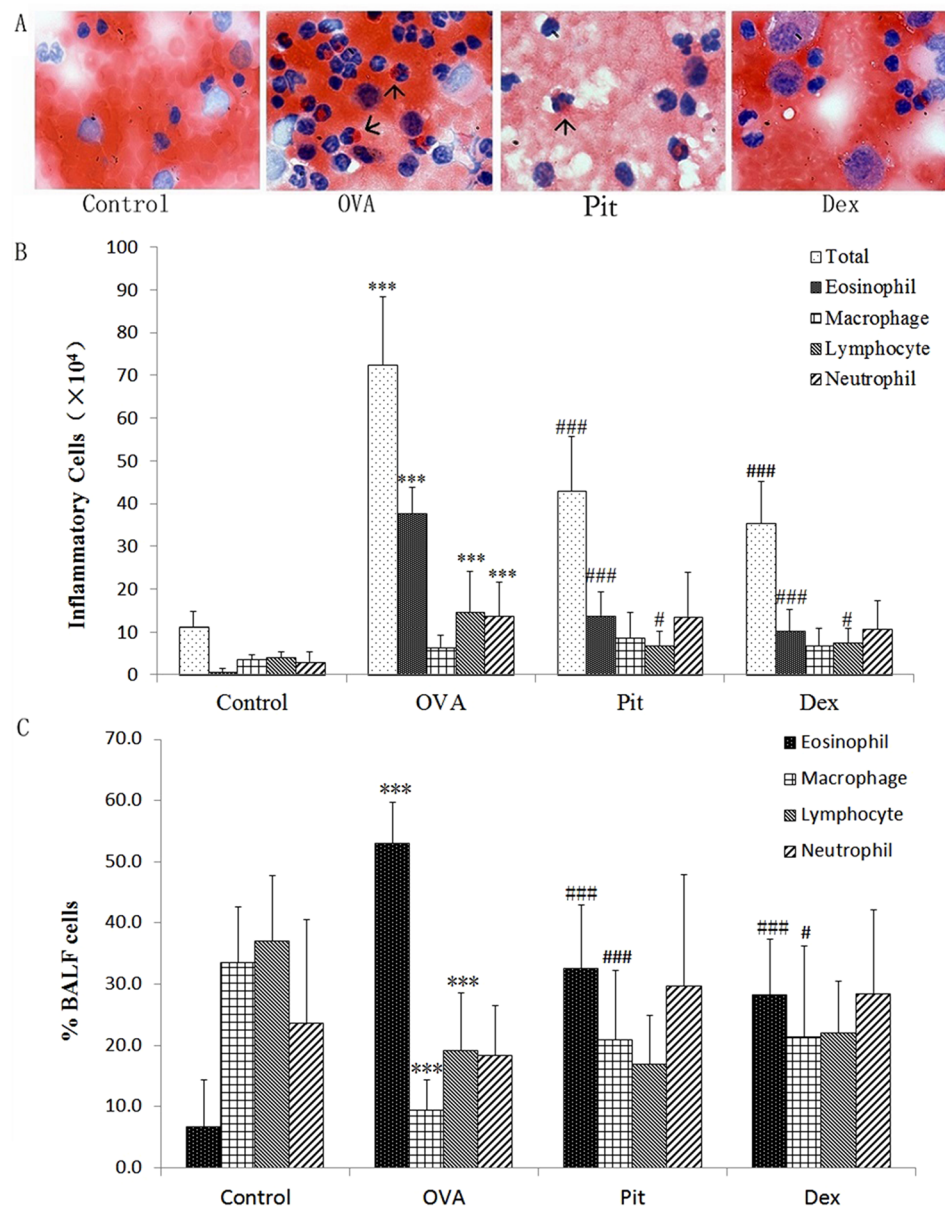 A
Control OVA Pit Dex
B
100
90
80
70
60
50
40
30
20
10
0
Inflammatory Cells (×10⁴)
Total
Eosinophil
Macrophage
Lymphocyte
Neutrophil
***
***
***
***
###
###
#
###
###
#
Control OVA Pit Dex
C
70.0
60.0
50.0
40.0
30.0
20.0
10.0
0.0
% BALF cells
Eosinophil
Macrophage
Lymphocyte
Neutrophil
***
***
***
###
###
###
#
Control OVA Pit Dex